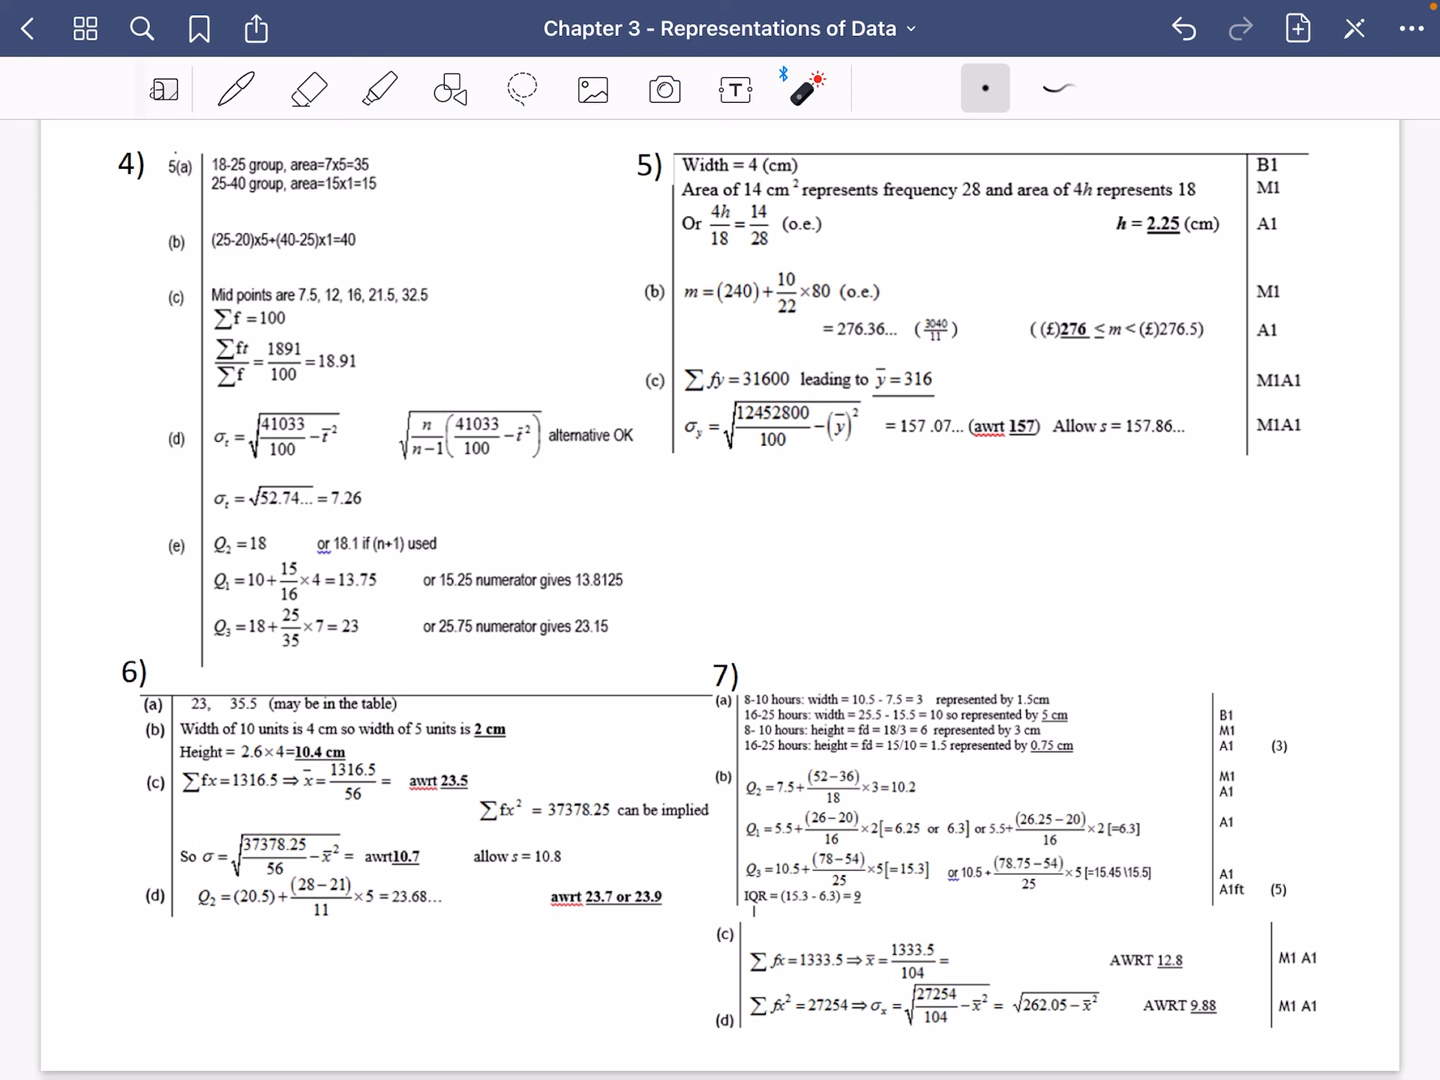 Chapter 3 - Representations of Data
4)
5(a) 18-25 group, area=7x5=35
25-40 group, area=15x1=15
(b) (25-20)x5+(40-25)x1=40
(c) Mid points are 7.5, 12, 16, 21.5, 32.5
∑f = 100
∑ft/∑f = 1891/100 = 18.91
(d) σt = √(41033/100 − t̄²) √(n/(n−1) (41033/100 − t̄²)) alternative OK
σt = √52.74... = 7.26
(e) Q₂ = 18 or 18.1 if (n+1) used
Q₁ = 10 + 15/16 × 4 = 13.75 or 15.25 numerator gives 13.8125
Q₃ = 18 + 25/35 × 7 = 23 or 25.75 numerator gives 23.15
5)
Width = 4 (cm) B1
Area of 14 cm² represents frequency 28 and area of 4h represents 18 M1
Or 4h/18 = 14/28 (o.e.) h = 2.25 (cm) A1
(b) m = (240) + 10/22 × 80 (o.e.) M1
= 276.36... (3040/11) ((£)276 ≤ m < (£)276.5) A1
(c) ∑fy = 31600 leading to ȳ = 316 M1A1
σy = √(12452800/100 − (ȳ)²) = 157.07... (awrt 157) Allow s = 157.86... M1A1
6)
(a) 23, 35.5 (may be in the table)
(b) Width of 10 units is 4 cm so width of 5 units is 2 cm
Height = 2.6×4=10.4 cm
(c) ∑fx = 1316.5 ⇒ x̄ = 1316.5/56 = awrt 23.5
∑fx² = 37378.25 can be implied
So σ = √(37378.25/56 − x̄²) = awrt10.7 allow s = 10.8
(d) Q₂ = (20.5) + (28−21)/11 × 5 = 23.68... awrt 23.7 or 23.9
7)
(a) 8-10 hours: width = 10.5 - 7.5 = 3 represented by 1.5cm
16-25 hours: width = 25.5 - 15.5 = 10 so represented by 5 cm B1
8- 10 hours: height = fd = 18/3 = 6 represented by 3 cm M1
16-25 hours: height = fd = 15/10 = 1.5 represented by 0.75 cm A1 (3)
(b) Q₂ = 7.5 + (52−36)/18 × 3 = 10.2 M1 A1
Q₁ = 5.5 + (26−20)/16 × 2 [= 6.25 or 6.3] or 5.5 + (26.25−20)/16 × 2 [=6.3] A1
Q₃ = 10.5 + (78−54)/25 × 5 [= 15.3] or 10.5 + (78.75−54)/25 × 5 [=15.45 \15.5] A1
IQR = (15.3 - 6.3) = 9 A1ft (5)
(c) ∑fx = 1333.5 ⇒ x̄ = 1333.5/104 = AWRT 12.8 M1 A1
(d) ∑fx² = 27254 ⇒ σx = √(27254/104 − x̄²) = √(262.05 − x̄²) AWRT 9.88 M1 A1